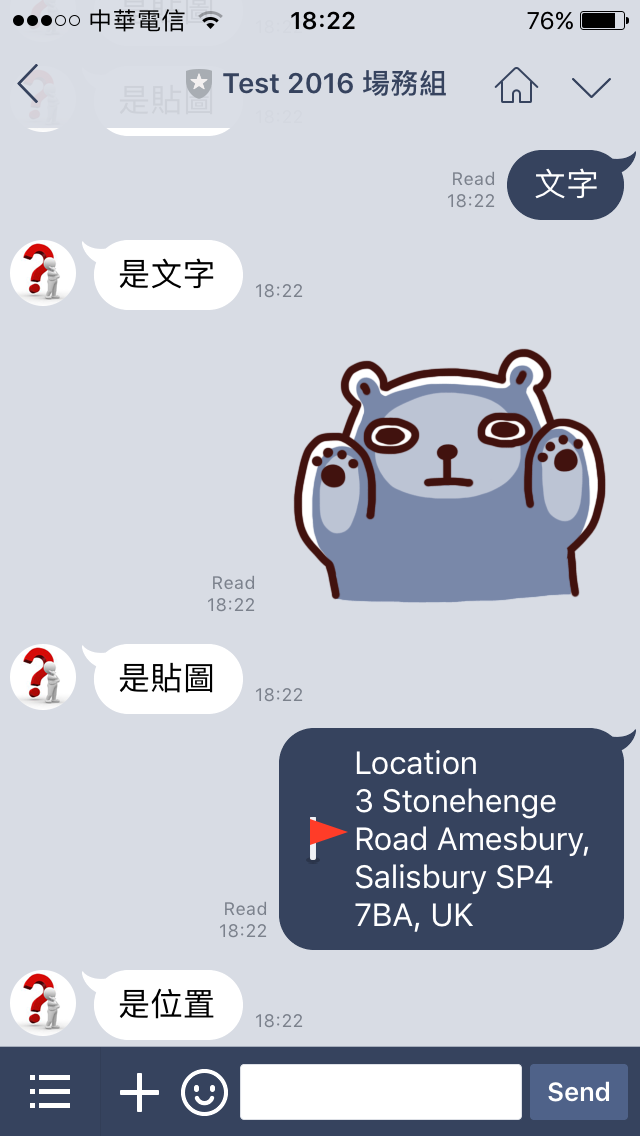 中華電信
18:22
76%
Test 2016 場務組
是貼圖
18:22
文字
Read
18:22
是文字
18:22
Read
18:22
是貼圖
18:22
Location
3 Stonehenge
Road Amesbury,
Salisbury SP4
7BA, UK
Read
18:22
是位置
18:22
Send